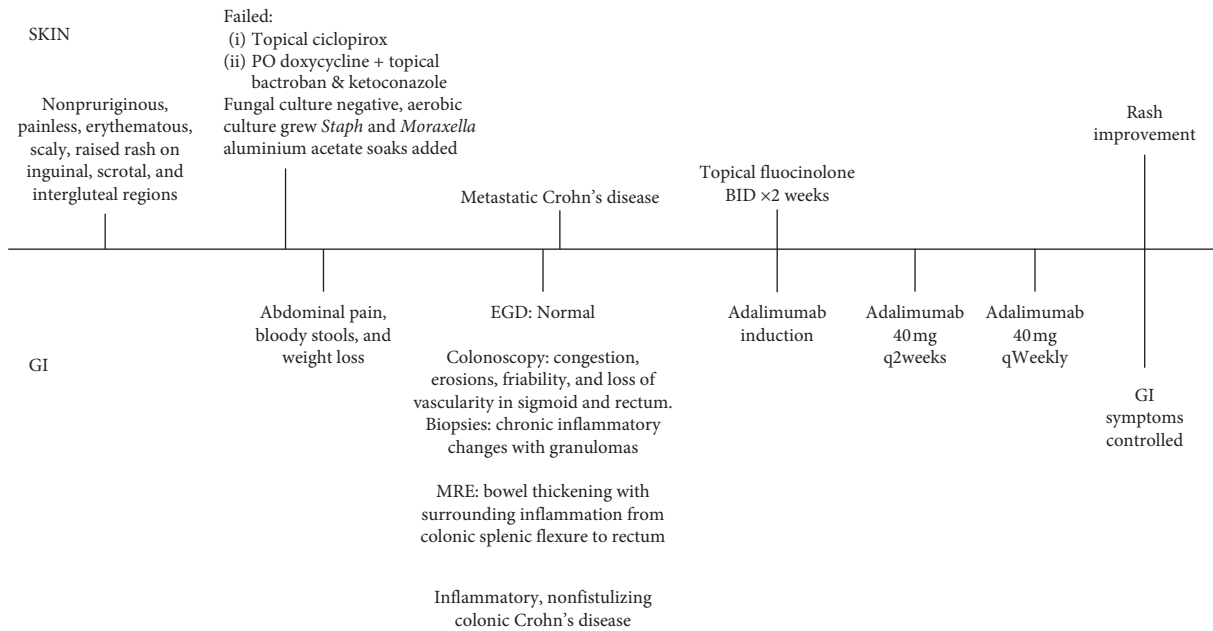 SKIN
Nonpruriginous,
painless, erythematous,
scaly, raised rash on
inguinal, scrotal, and
intergluteal regions
Failed:
(i) Topical ciclopirox
(ii) PO doxycycline + topical
bactroban & ketoconazole
Fungal culture negative, aerobic
culture grew Staph and Moraxella
aluminium acetate soaks added
Metastatic Crohn's disease
Topical fluocinolone
BID ×2 weeks
Rash
improvement
GI
Abdominal pain,
bloody stools, and
weight loss
EGD: Normal
Colonoscopy: congestion,
erosions, friability, and loss of
vascularity in sigmoid and rectum.
Biopsies: chronic inflammatory
changes with granulomas
MRE: bowel thickening with
surrounding inflammation from
colonic splenic flexure to rectum
Inflammatory, nonfistulizing
colonic Crohn's disease
Adalimumab
induction
Adalimumab
40 mg
q2weeks
Adalimumab
40 mg
qWeekly
GI
symptoms
controlled